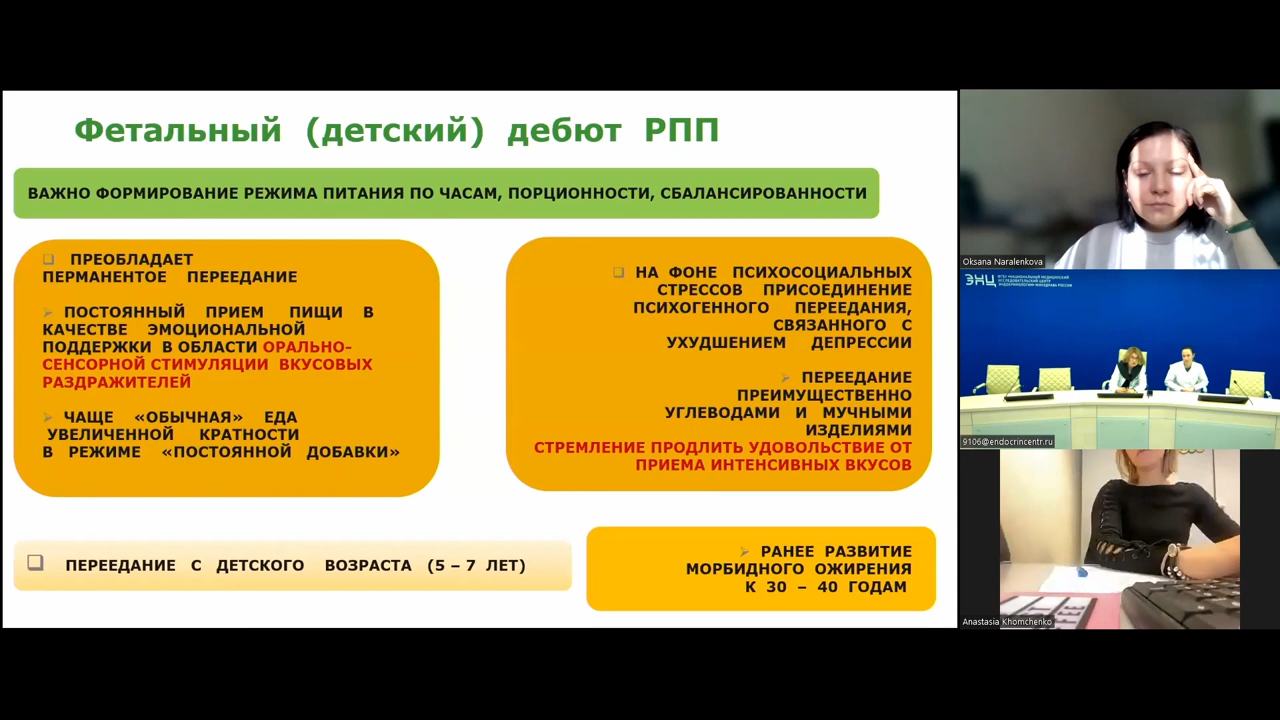 Фетальный (детский) дебют РПП
ВАЖНО ФОРМИРОВАНИЕ РЕЖИМА ПИТАНИЯ ПО ЧАСАМ, ПОРЦИОННОСТИ, СБАЛАНСИРОВАННОСТИ
ПРЕОБЛАДАЕТ
ПЕРМАНЕНТОЕ ПЕРЕЕДАНИЕ
ПОСТОЯННЫЙ ПРИЕМ ПИЩИ В
КАЧЕСТВЕ ЭМОЦИОНАЛЬНОЙ
ПОДДЕРЖКИ В ОБЛАСТИ ОРАЛЬНО-
СЕНСОРНОЙ СТИМУЛЯЦИИ ВКУСОВЫХ
РАЗДРАЖИТЕЛЕЙ
ЧАЩЕ «ОБЫЧНАЯ» ЕДА
УВЕЛИЧЕННОЙ КРАТНОСТИ
В РЕЖИМЕ «ПОСТОЯННОЙ ДОБАВКИ»
НА ФОНЕ ПСИХОСОЦИАЛЬНЫХ
СТРЕССОВ ПРИСОЕДИНЕНИЕ
ПСИХОГЕННОГО ПЕРЕЕДАНИЯ,
СВЯЗАННОГО С
УХУДШЕНИЕМ ДЕПРЕССИИ
ПЕРЕЕДАНИЕ
ПРЕИМУЩЕСТВЕННО
УГЛЕВОДАМИ И МУЧНЫМИ
ИЗДЕЛИЯМИ
СТРЕМЛЕНИЕ ПРОДЛИТЬ УДОВОЛЬСТВИЕ ОТ
ПРИЕМА ИНТЕНСИВНЫХ ВКУСОВ
ПЕРЕЕДАНИЕ С ДЕТСКОГО ВОЗРАСТА (5 – 7 ЛЕТ)
РАНЕЕ РАЗВИТИЕ
МОРБИДНОГО ОЖИРЕНИЯ
К 30 – 40 ГОДАМ
Oksana Naralenkova
ЭНЦ
9106@endocrincentr.ru
Anastasia Khomchenko